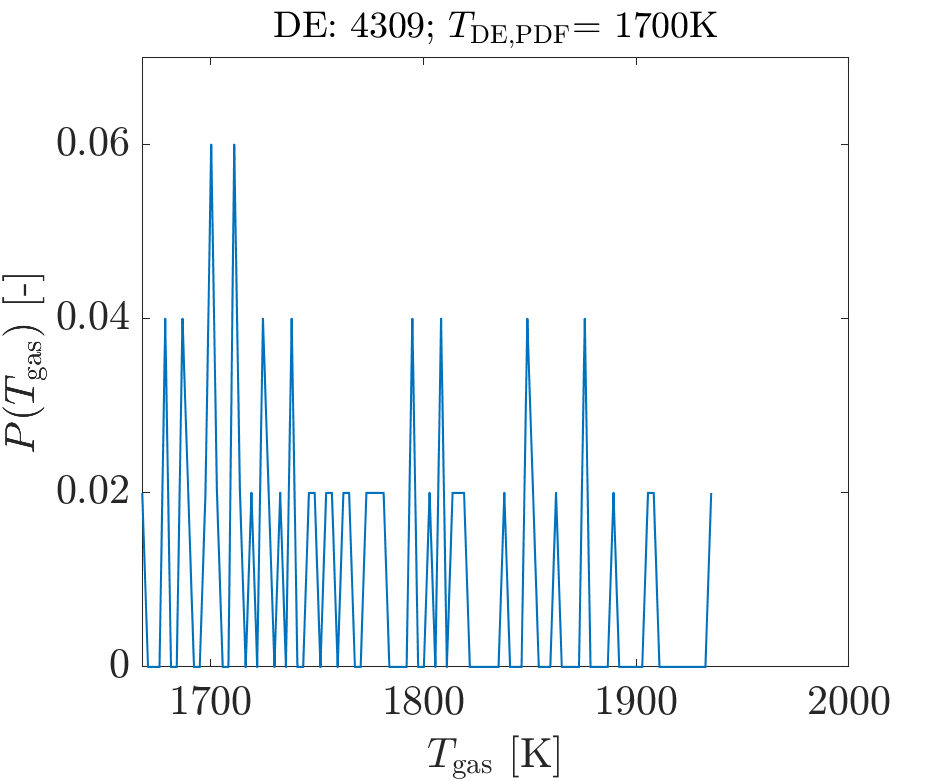 DE: 4309; T_DE,PDF= 1700K
0.06
0.04
0.02
0
P(T_gas) [-]
1700 1800 1900 2000
T_gas [K]